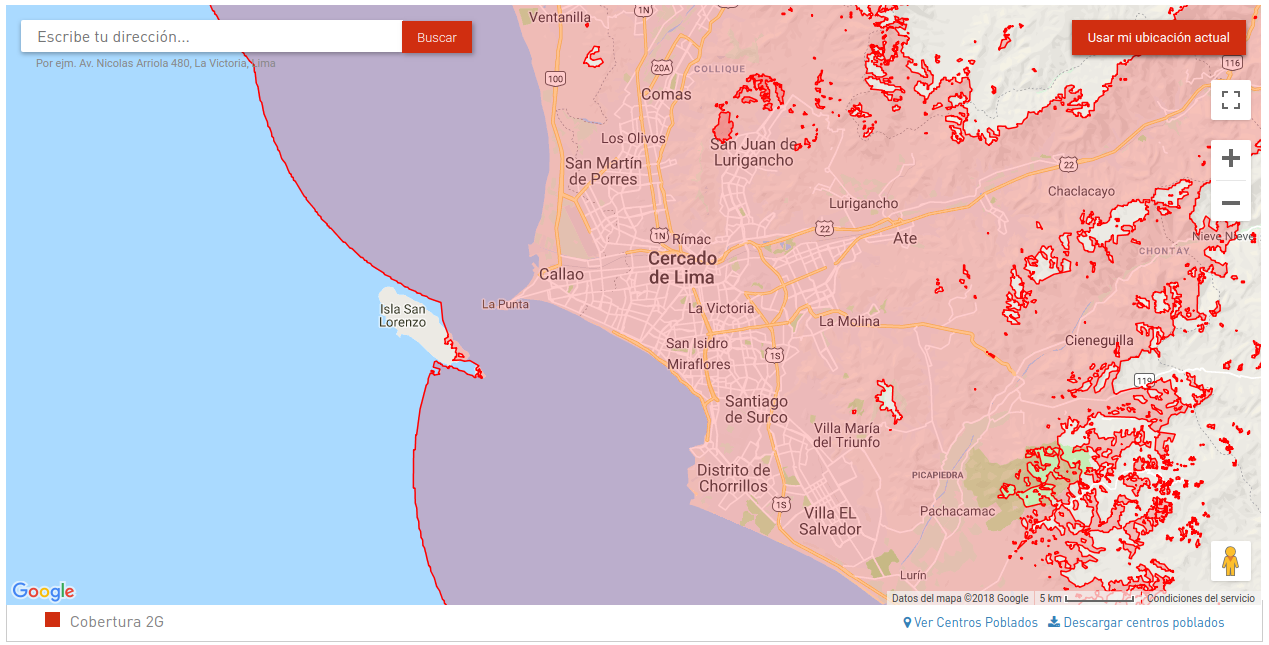 Escribe tu dirección...
Buscar
Por ejm. Av. Nicolas Arriola 480, La Victoria, Lima
Usar mi ubicación actual
Ventanilla
1N
116
20A
COLLIQUE
100
Comas
Los Olivos
San Juan de
Lurigancho
San Martín
de Porres
22
Chaclacayo
Lurigancho
22
1N
Rímac
Ate
Nieve Nieve
CHONTAY
Cercado
de Lima
Callao
La Punta
Isla San
Lorenzo
La Victoria
La Molina
San Isidro
Cieneguilla
1S
Miraflores
119
Santiago
de Surco
Villa María
del Triunfo
Distrito de
Chorrillos
PICAPIEDRA
1S
Villa EL
Salvador
Pachacamac
Lurín
Google
Datos del mapa ©2018 Google
5 km
Condiciones del servicio
Cobertura 2G
Ver Centros Poblados
Descargar centros poblados